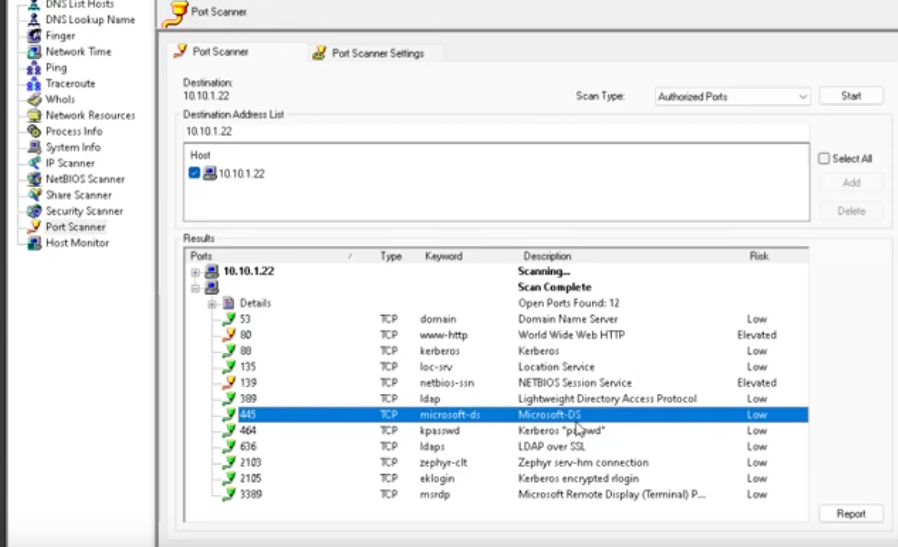 DNS List Hosts
DNS Lookup Name
Finger
Network Time
Ping
Traceroute
WhoIs
Network Resources
Process Info
System Info
IP Scanner
NetBIOS Scanner
Share Scanner
Security Scanner
Port Scanner
Host Monitor
Port Scanner
Port Scanner Port Scanner Settings
Destination:
10.10.1.22
Scan Type: Authorized Ports Start
Destination Address List
10.10.1.22
Host
10.10.1.22
Select All
Add
Delete
Results
Ports Type Keyword Description Risk
10.10.1.22 Scanning...
Scan Complete
Details Open Ports Found: 12
53 TCP domain Domain Name Server Low
80 TCP www-http World Wide Web HTTP Elevated
88 TCP kerberos Kerberos Low
135 TCP loc-srv Location Service Low
139 TCP netbios-ssn NETBIOS Session Service Elevated
389 TCP ldap Lightweight Directory Access Protocol Low
445 TCP microsoft-ds Microsoft-DS Low
464 TCP kpasswd Kerberos Low
636 TCP ldaps LDAP over SSL Low
2103 TCP zephyr-clt Zephyr serv-hm connection Low
2105 TCP eklogin Kerberos encrypted rlogin Low
3389 TCP msrdp Microsoft Remote Display (Terminal) P... Low
Report